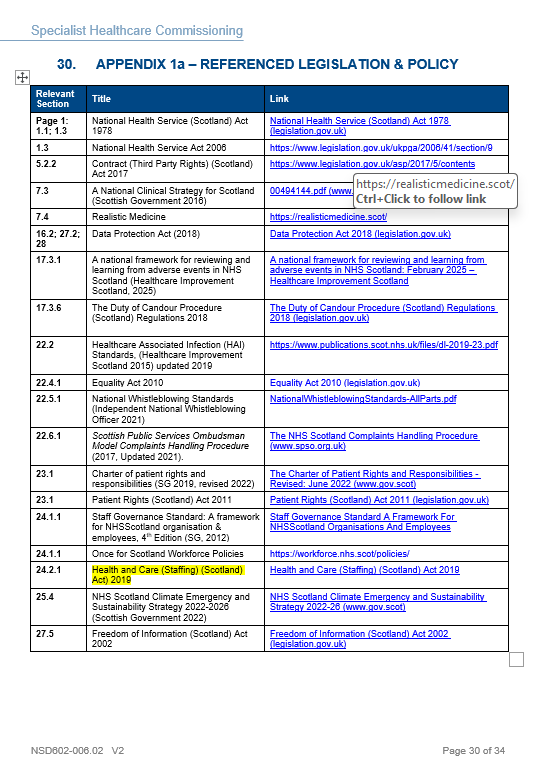 Specialist Healthcare Commissioning
30. APPENDIX 1a – REFERENCED LEGISLATION & POLICY
Relevant
Section
Title
Link
Page 1:
1.1; 1.3
National Health Service (Scotland) Act
1978
National Health Service (Scotland) Act 1978
(legislation.gov.uk)
1.3
National Health Service Act 2006
https://www.legislation.gov.uk/ukpga/2006/41/section/9
5.2.2
Contract (Third Party Rights) (Scotland)
Act 2017
https://www.legislation.gov.uk/asp/2017/5/contents
7.3
A National Clinical Strategy for Scotland
(Scottish Government 2016)
00494144.pdf (www.
https://realisticmedicine.scot/
Ctrl+Click to follow link
7.4
Realistic Medicine
https://realisticmedicine.scot/
16.2; 27.2;
28
Data Protection Act (2018)
Data Protection Act 2018 (legislation.gov.uk)
17.3.1
A national framework for reviewing and
learning from adverse events in NHS
Scotland (Healthcare Improvement
Scotland, 2025)
A national framework for reviewing and learning from
adverse events in NHS Scotland: February 2025 –
Healthcare Improvement Scotland
17.3.6
The Duty of Candour Procedure
(Scotland) Regulations 2018
The Duty of Candour Procedure (Scotland) Regulations
2018 (legislation.gov.uk)
22.2
Healthcare Associated Infection (HAI)
Standards, (Healthcare Improvement
Scotland 2015) updated 2019
https://www.publications.scot.nhs.uk/files/dl-2019-23.pdf
22.4.1
Equality Act 2010
Equality Act 2010 (legislation.gov.uk)
22.5.1
National Whistleblowing Standards
(Independent National Whistleblowing
Officer 2021)
NationalWhistleblowingStandards-AllParts.pdf
22.6.1
Scottish Public Services Ombudsman
Model Complaints Handling Procedure
(2017, Updated 2021).
The NHS Scotland Complaints Handling Procedure
(www.spso.org.uk)
23.1
Charter of patient rights and
responsibilities (SG 2019, revised 2022)
The Charter of Patient Rights and Responsibilities -
Revised: June 2022 (www.gov.scot)
23.1
Patient Rights (Scotland) Act 2011
Patient Rights (Scotland) Act 2011 (legislation.gov.uk)
24.1.1
Staff Governance Standard: A framework
for NHSScotland organisation &
employees, 4th Edition (SG, 2012)
Staff Governance Standard A Framework For
NHSScotland Organisations And Employees
24.1.1
Once for Scotland Workforce Policies
https://workforce.nhs.scot/policies/
24.2.1
Health and Care (Staffing) (Scotland)
Act) 2019
Health and Care (Staffing) (Scotland) Act 2019
25.4
NHS Scotland Climate Emergency and
Sustainability Strategy 2022-2026
(Scottish Government 2022)
NHS Scotland Climate Emergency and Sustainability
Strategy 2022-26 (www.gov.scot)
27.5
Freedom of Information (Scotland) Act
2002
Freedom of Information (Scotland) Act 2002
(legislation.gov.uk)
NSD602-006.02 V2
Page 30 of 34